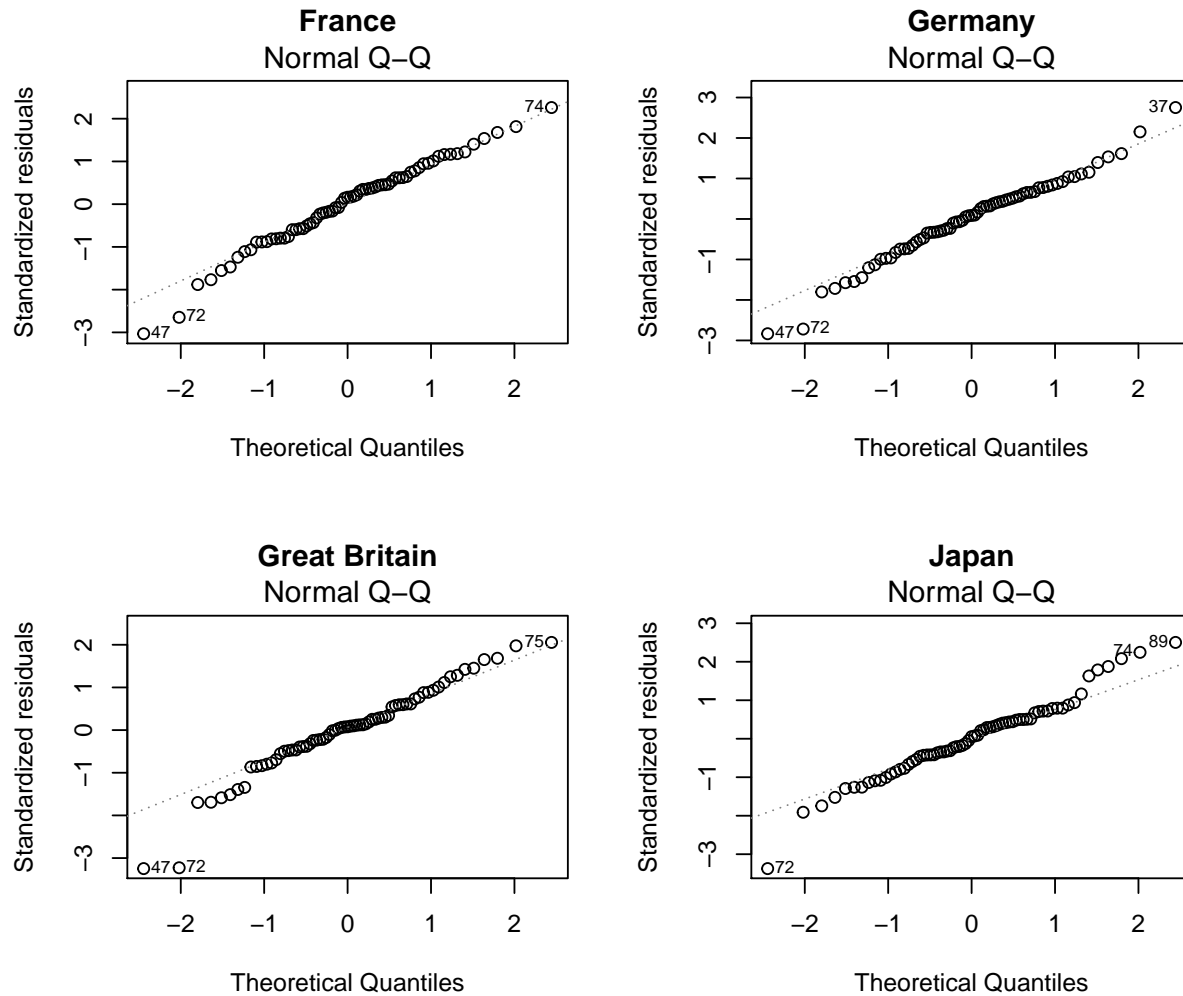 France
Normal Q−Q
Standardized residuals
2
1
0
−1
−3
74
72
47
−2 −1 0 1 2
Theoretical Quantiles
Germany
Normal Q−Q
Standardized residuals
3
1
−1
−3
37
47 72
−2 −1 0 1 2
Theoretical Quantiles
Great Britain
Normal Q−Q
Standardized residuals
2
1
0
−1
−3
75
47 72
−2 −1 0 1 2
Theoretical Quantiles
Japan
Normal Q−Q
Standardized residuals
3
2
1
−1
−3
74 89
72
−2 −1 0 1 2
Theoretical Quantiles